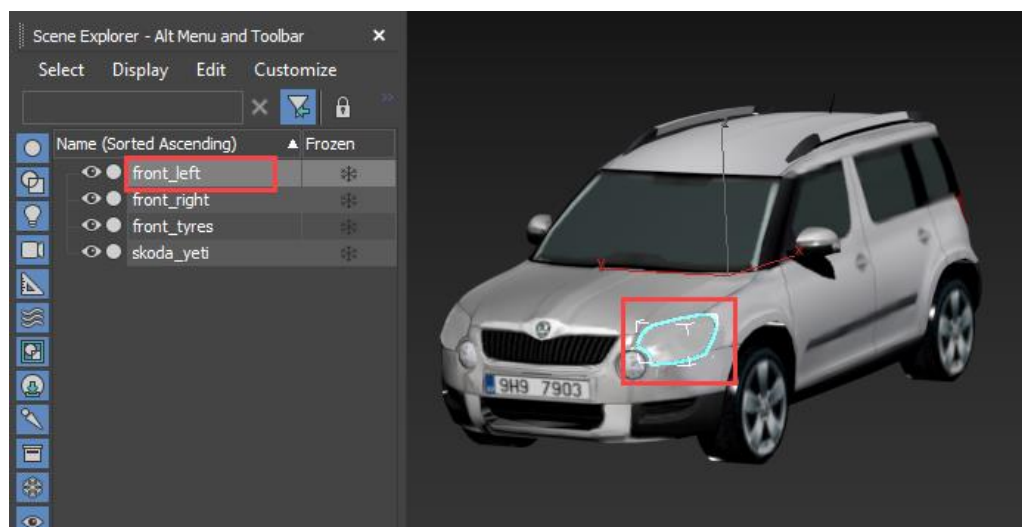 Scene Explorer - Alt Menu and Toolbar
Select Display Edit Customize
Name (Sorted Ascending) Frozen
front_left
front_right
front_tyres
skoda_yeti
9H9 7903